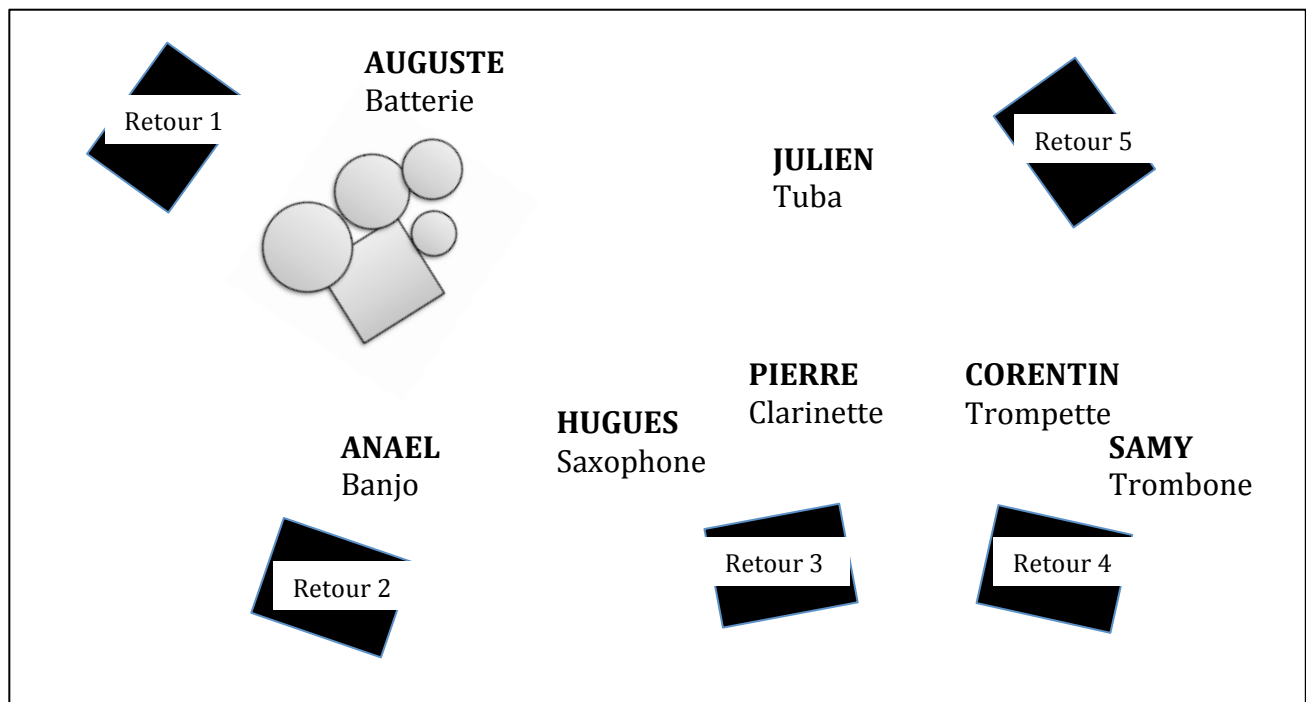 AUGUSTE
Batterie
Retour 1
Retour 5
JULIEN
Tuba
PIERRE
Clarinette
CORENTIN
Trompette
HUGUES
Saxophone
ANAEL
Banjo
SAMY
Trombone
Retour 2
Retour 3
Retour 4